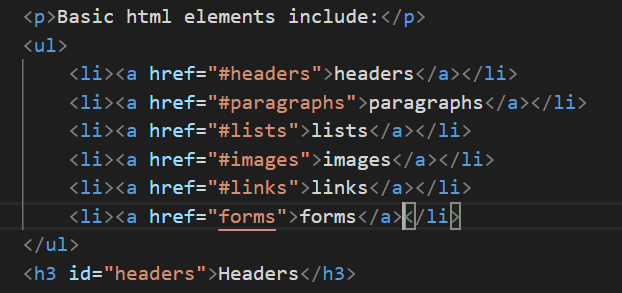 <p>Basic html elements include:</p>
<ul>
<li><a href="#headers">headers</a></li>
<li><a href="#paragraphs">paragraphs</a></li>
<li><a href="#lists">lists</a></li>
<li><a href="#images">images</a></li>
<li><a href="#links">links</a></li>
<li><a href="forms">forms</a></li>
</ul>
<h3 id="headers">Headers</h3>